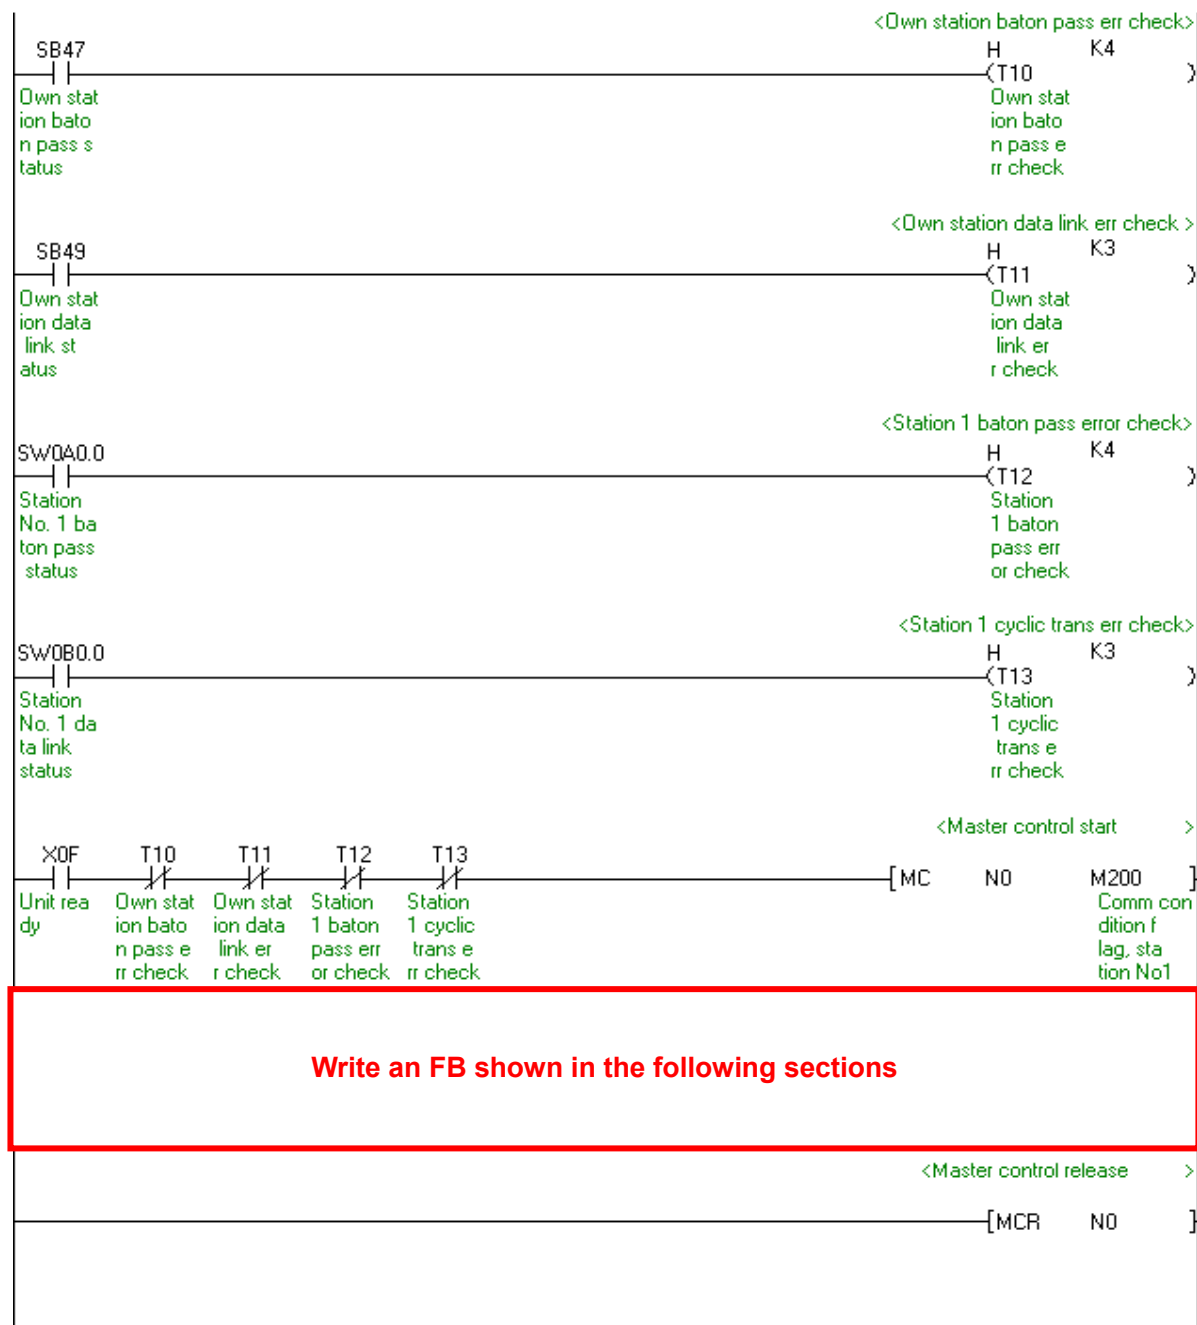 <Own station baton pass err check>
SB47 H K4
(T10 )
Own stat Own stat
ion bato ion bato
n pass s n pass e
tatus rr check
<Own station data link err check >
SB49 H K3
(T11 )
Own stat Own stat
ion data ion data
link st link er
atus r check
<Station 1 baton pass error check>
SW0A0.0 H K4
(T12 )
Station Station
No. 1 ba 1 baton
ton pass pass err
status or check
<Station 1 cyclic trans err check>
SW0B0.0 H K3
(T13 )
Station Station
No. 1 da 1 cyclic
ta link trans e
status rr check
<Master control start >
X0F T10 T11 T12 T13
[MC N0 M200 ]
Unit rea Own stat Own stat Station Station Comm con
dy ion bato ion data 1 baton 1 cyclic dition f
n pass e link er pass err trans e lag, sta
rr check r check or check rr check tion No1
Write an FB shown in the following sections
<Master control release >
[MCR N0 ]